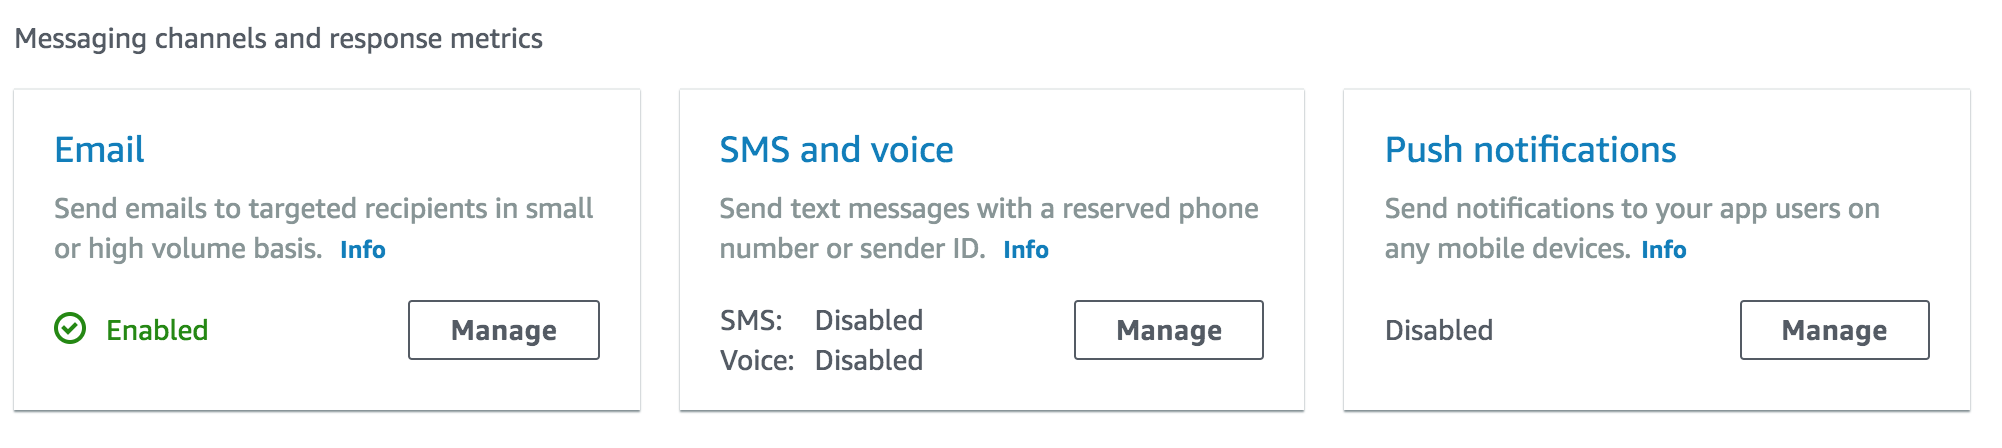 Messaging channels and response metrics
Email
Send emails to targeted recipients in small
or high volume basis. Info
Enabled
Manage
SMS and voice
Send text messages with a reserved phone
number or sender ID. Info
SMS: Disabled
Voice: Disabled
Manage
Push notifications
Send notifications to your app users on
any mobile devices. Info
Disabled
Manage